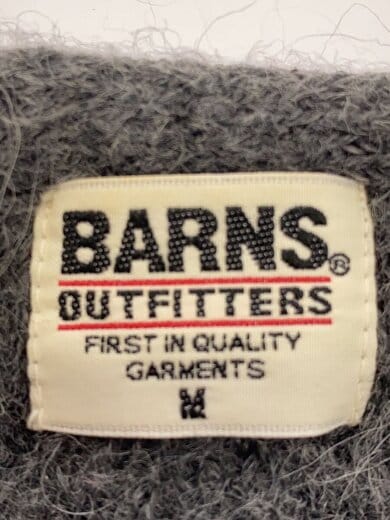 BARNS®
OUTFITTERS
FIRST IN QUALITY
GARMENTS
M